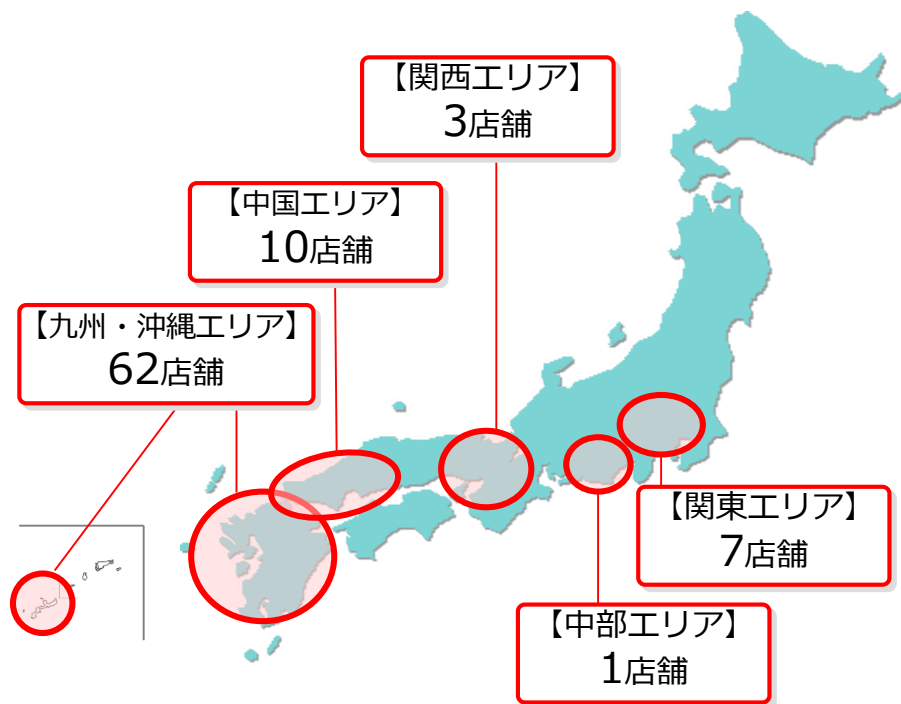 【関西エリア】
3店舗
【中国エリア】
10店舗
【九州・沖縄エリア】
62店舗
【関東エリア】
7店舗
【中部エリア】
1店舗